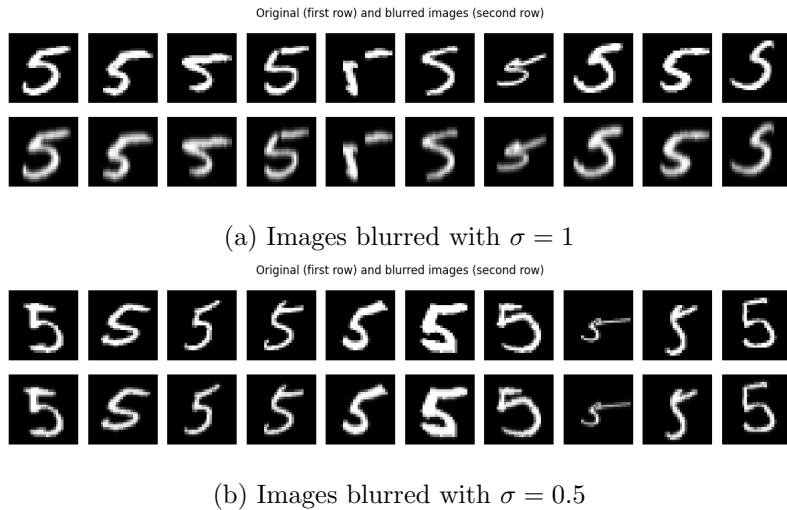 Original (first row) and blurred images (second row)
(a) Images blurred with σ = 1
Original (first row) and blurred images (second row)
(b) Images blurred with σ = 0.5